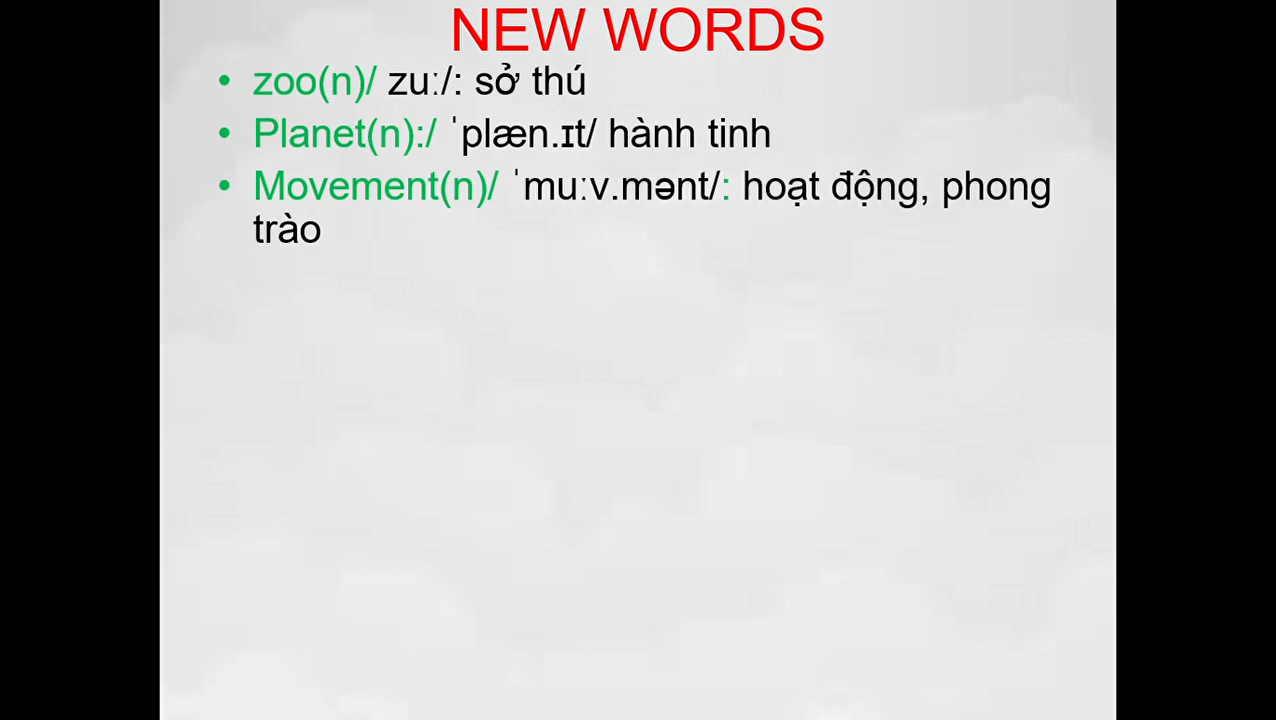 NEW WORDS
• zoo(n)/ zuː/: sở thú
• Planet(n):/ ˈplæn.ɪt/ hành tinh
• Movement(n)/ ˈmuːv.mənt/: hoạt động, phong
trào